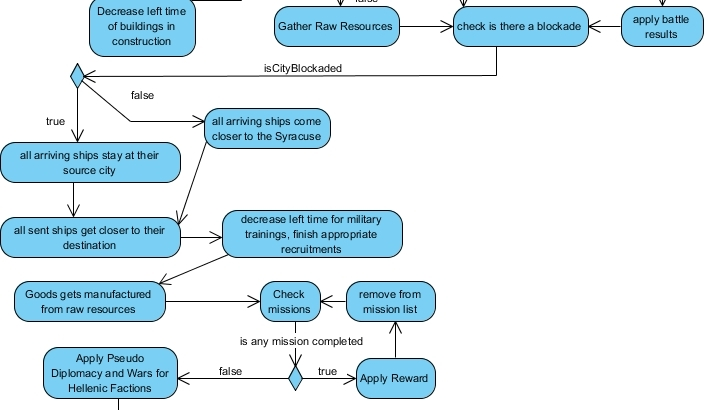 false
Decrease left time
of buildings in
construction
Gather Raw Resources
check is there a blockade
apply battle
results
isCityBlockaded
false
true
all arriving ships come
closer to the Syracuse
all arriving ships stay at their
source city
all sent ships get closer to their
destination
decrease left time for military
trainings, finish appropriate
recruitments
Goods gets manufactured
from raw resources
Check
missions
remove from
mission list
is any mission completed
Apply Pseudo
Diplomacy and Wars for
Hellenic Factions
false
true
Apply Reward